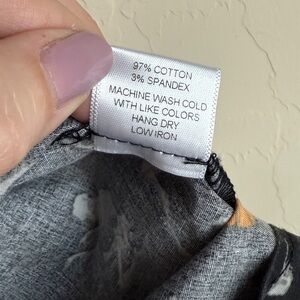 97% COTTON
3% SPANDEX
MACHINE WASH COLD
WITH LIKE COLORS
HANG DRY
LOW IRON